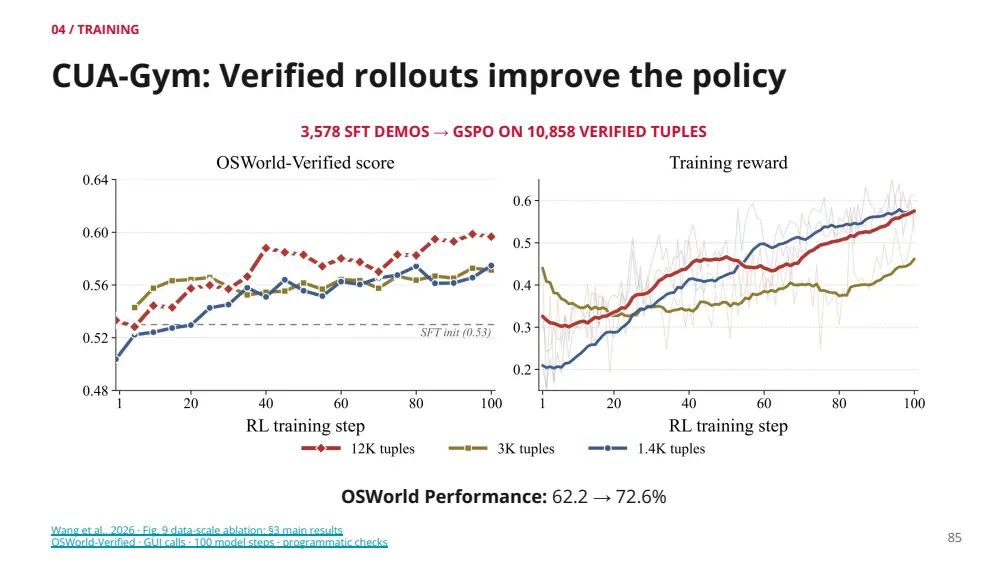 04 / TRAINING
CUA-Gym: Verified rollouts improve the policy
3,578 SFT DEMOS → GSPO ON 10,858 VERIFIED TUPLES
OSWorld-Verified score
0.64
0.60
0.56
0.52
0.48
SFT init (0.53)
1 20 40 60 80 100
RL training step
Training reward
0.6
0.5
0.4
0.3
0.2
1 20 40 60 80 100
RL training step
12K tuples 3K tuples 1.4K tuples
OSWorld Performance: 62.2 → 72.6%
Wang et al., 2026 · Fig. 9 data-scale ablation; §3 main results
OSWorld-Verified · GUI calls · 100 model steps · programmatic checks
85